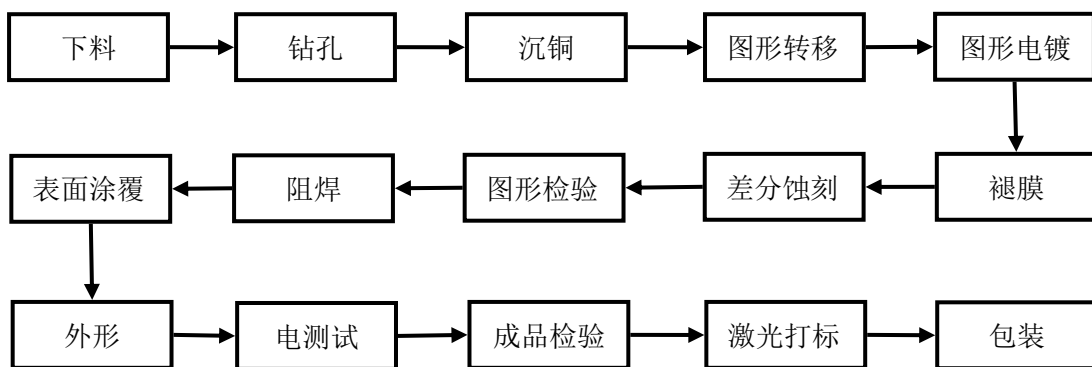 下料
钻孔
沉铜
图形转移
图形电镀
褪膜
差分蚀刻
图形检验
阻焊
表面涂覆
外形
电测试
成品检验
激光打标
包装